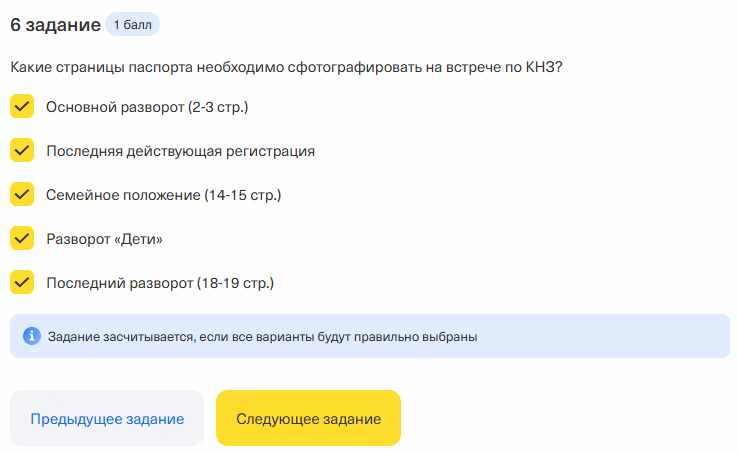 6 задание 1 балл
Какие страницы паспорта необходимо сфотографировать на встрече по КНЗ?
Основной разворот (2-3 стр.)
Последняя действующая регистрация
Семейное положение (14-15 стр.)
Разворот «Дети»
Последний разворот (18-19 стр.)
Задание засчитывается, если все варианты будут правильно выбраны
Предыдущее задание Следующее задание